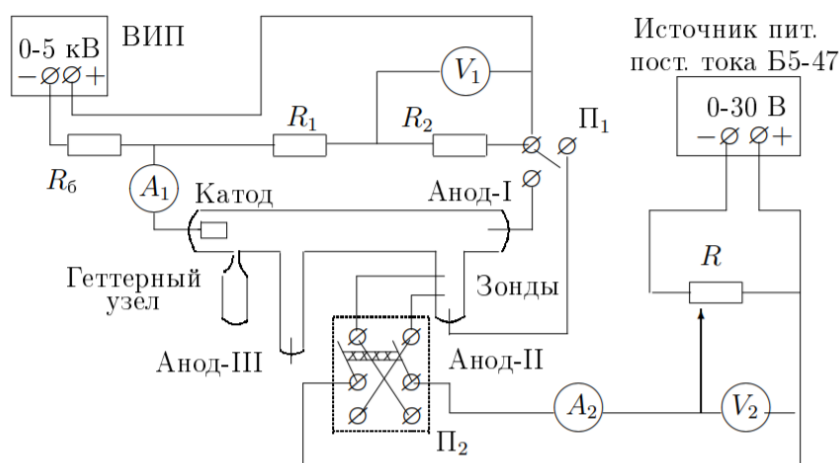 ВИП
0-5 кВ
− +
Источник пит.
пост. тока Б5-47
0-30 В
− +
V₁
R₁
R₂
П₁
Rб
A₁
Катод
Анод-I
R
Геттерный
узел
Зонды
Анод-III
Анод-II
A₂
V₂
П₂